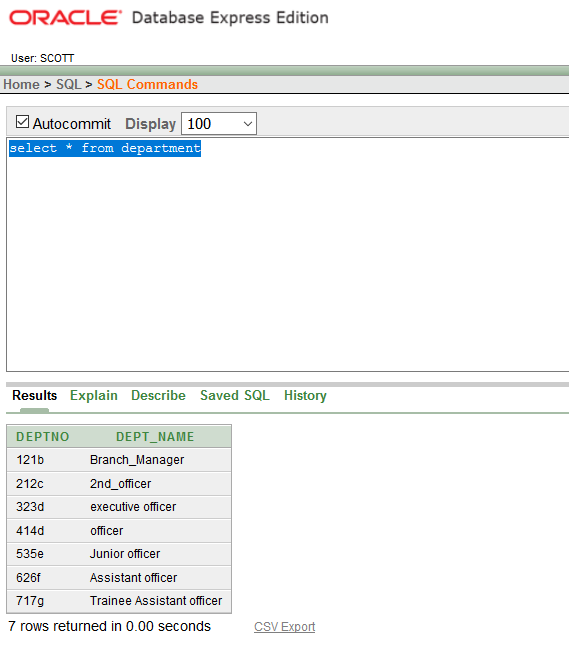 ORACLE Database Express Edition
User: SCOTT
Home > SQL > SQL Commands
Autocommit Display 100
select * from department
Results Explain Describe Saved SQL History
DEPTNO DEPT_NAME
121b Branch_Manager
212c 2nd_officer
323d executive officer
414d officer
535e Junior officer
626f Assistant officer
717g Trainee Assistant officer
7 rows returned in 0.00 seconds CSV Export